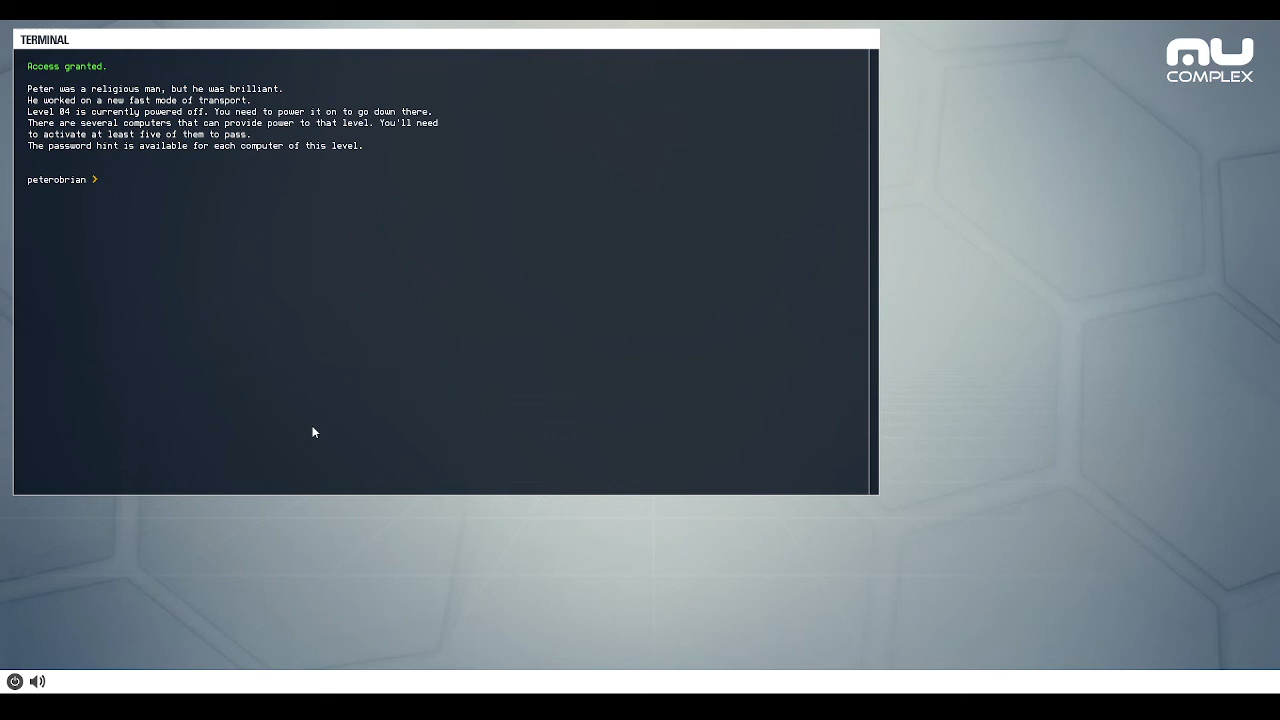 TERMINAL
MU
COMPLEX
Access granted.
Peter was a religious man, but he was brilliant.
He worked on a new fast mode of transport.
Level 04 is currently powered off. You need to power it on to go down there.
There are several computers that can provide power to that level. You'll need
to activate at least five of them to pass.
The password hint is available for each computer of this level.
peterobrian >